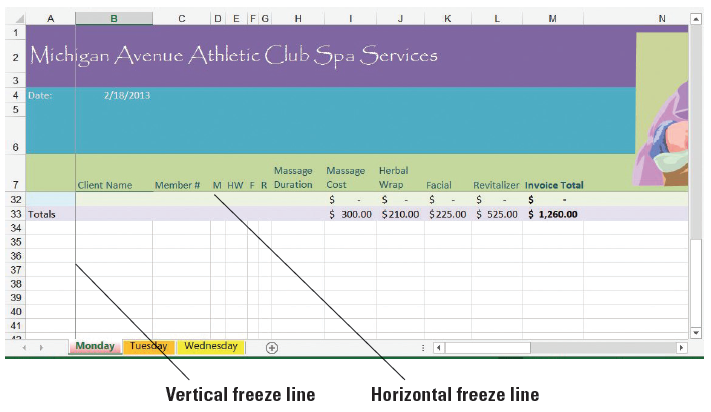 A B C D E F G H I J K L M N
1
2 Michigan Avenue Athletic Club Spa Services
3
4 Date: 2/18/2013
5
6
Massage Massage Herbal
7 Client Name Member # M HW F R Duration Cost Wrap Facial Revitalizer Invoice Total
32 $ - $ - $ - $ - $ -
33 Totals $ 300.00 $210.00 $225.00 $ 525.00 $ 1,260.00
34
35
36
37
38
39
40
41
42
Monday Tuesday Wednesday
Vertical freeze line Horizontal freeze line